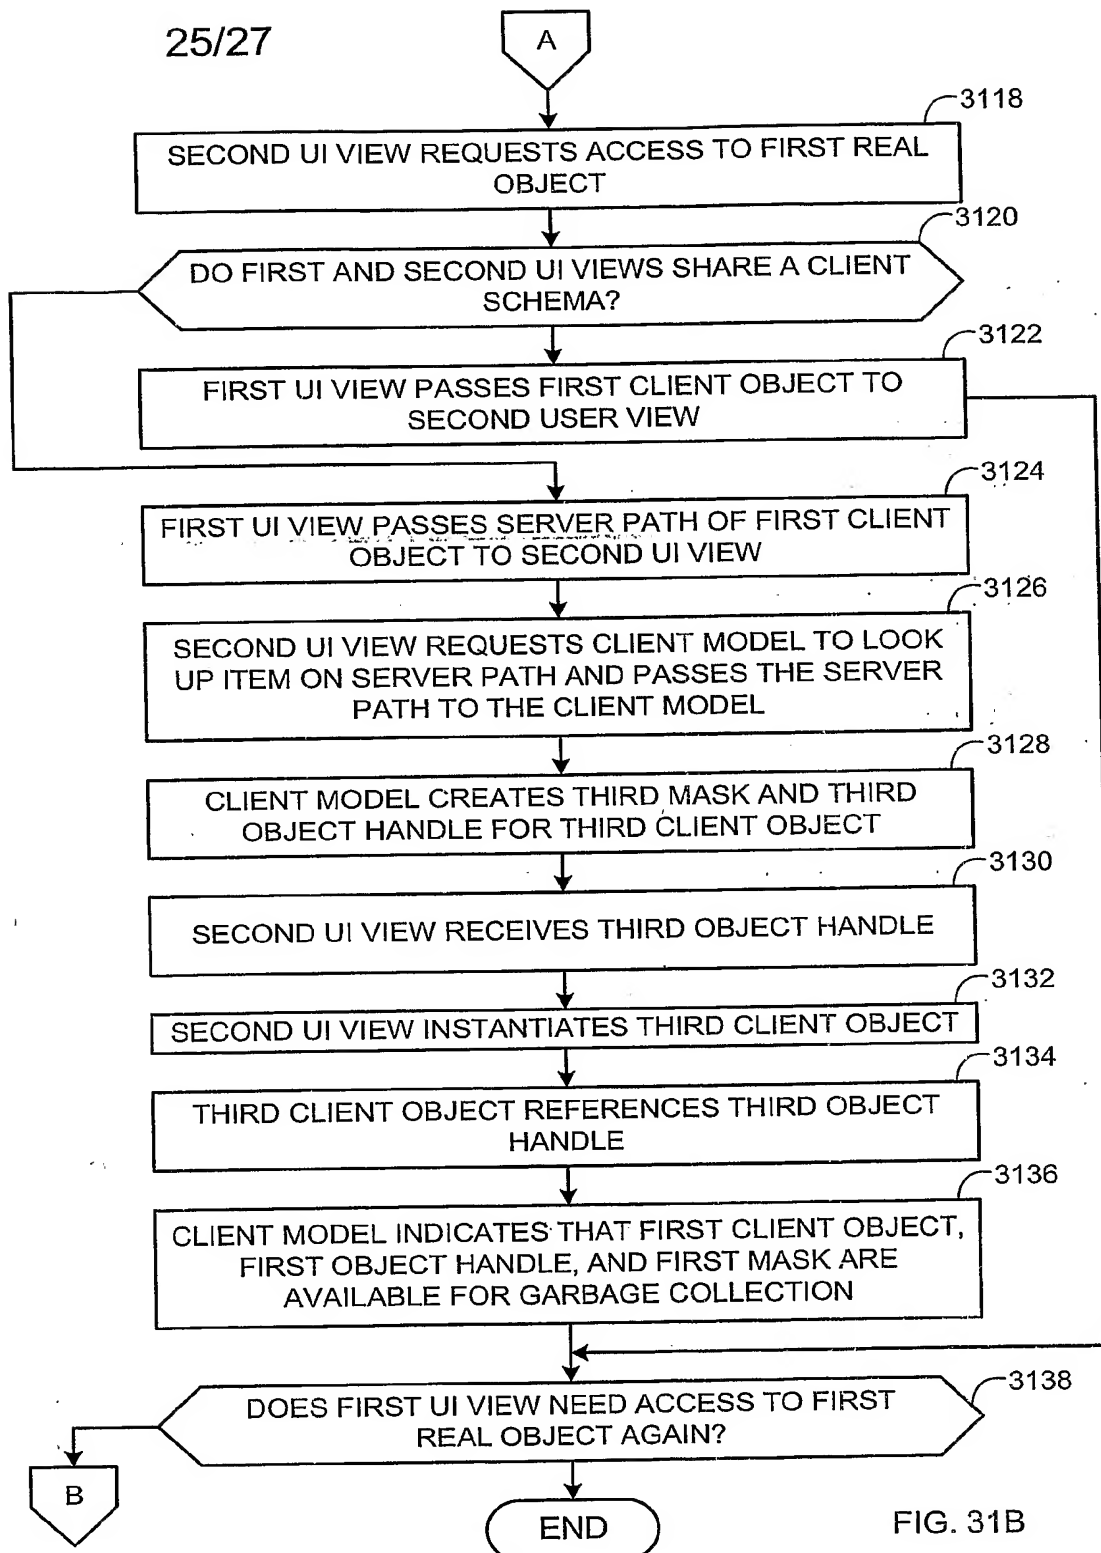 25/27
A
3118
SECOND UI VIEW REQUESTS ACCESS TO FIRST REAL
OBJECT
3120
DO FIRST AND SECOND UI VIEWS SHARE A CLIENT
SCHEMA?
3122
FIRST UI VIEW PASSES FIRST CLIENT OBJECT TO
SECOND USER VIEW
3124
FIRST UI VIEW PASSES SERVER PATH OF FIRST CLIENT
OBJECT TO SECOND UI VIEW
3126
SECOND UI VIEW REQUESTS CLIENT MODEL TO LOOK
UP ITEM ON SERVER PATH AND PASSES THE SERVER
PATH TO THE CLIENT MODEL
3128
CLIENT MODEL CREATES THIRD MASK AND THIRD
OBJECT HANDLE FOR THIRD CLIENT OBJECT
3130
SECOND UI VIEW RECEIVES THIRD OBJECT HANDLE
3132
SECOND UI VIEW INSTANTIATES THIRD CLIENT OBJECT
3134
THIRD CLIENT OBJECT REFERENCES THIRD OBJECT
HANDLE
3136
CLIENT MODEL INDICATES THAT FIRST CLIENT OBJECT,
FIRST OBJECT HANDLE, AND FIRST MASK ARE
AVAILABLE FOR GARBAGE COLLECTION
3138
DOES FIRST UI VIEW NEED ACCESS TO FIRST
REAL OBJECT AGAIN?
B
END
FIG. 31B